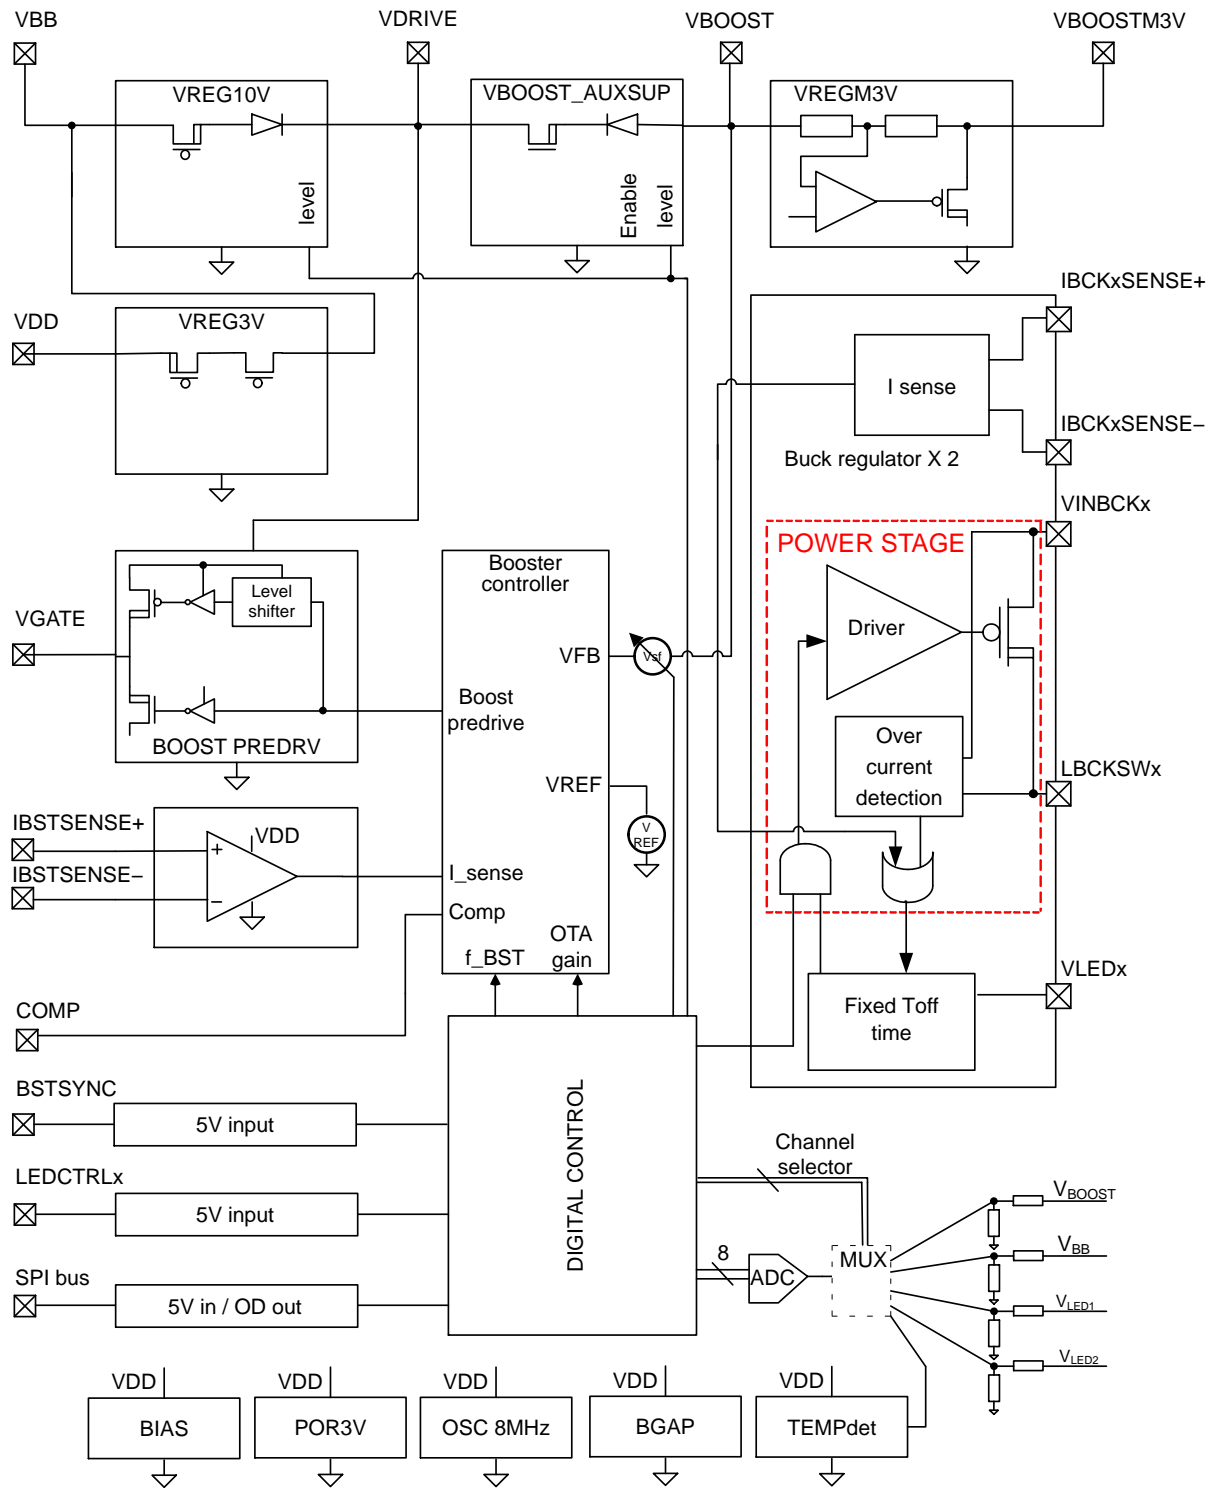 VBB
VDRIVE
VBOOST
VBOOSTM3V
VREG10V
level
VBOOST_AUXSUP
Enable
level
VREGM3V
VDD
VREG3V
IBCKxSENSE+
I sense
IBCKxSENSE−
Buck regulator X 2
VINBCKx
POWER STAGE
Driver
Over
current
detection
LBCKSWx
VGATE
Level
shifter
BOOST PREDRV
Booster
controller
VFB
Vsf
Boost
predrive
VREF
V
REF
IBSTSENSE+
IBSTSENSE−
+
−
VDD
I_sense
Comp
f_BST
OTA
gain
VLEDx
Fixed Toff
time
COMP
BSTSYNC
5V input
LEDCTRLx
5V input
SPI bus
5V in / OD out
DIGITAL CONTROL
Channel
selector
8
ADC
MUX
VBOOST
VBB
VLED1
VLED2
VDD
BIAS
VDD
POR3V
VDD
OSC 8MHz
VDD
BGAP
VDD
TEMPdet